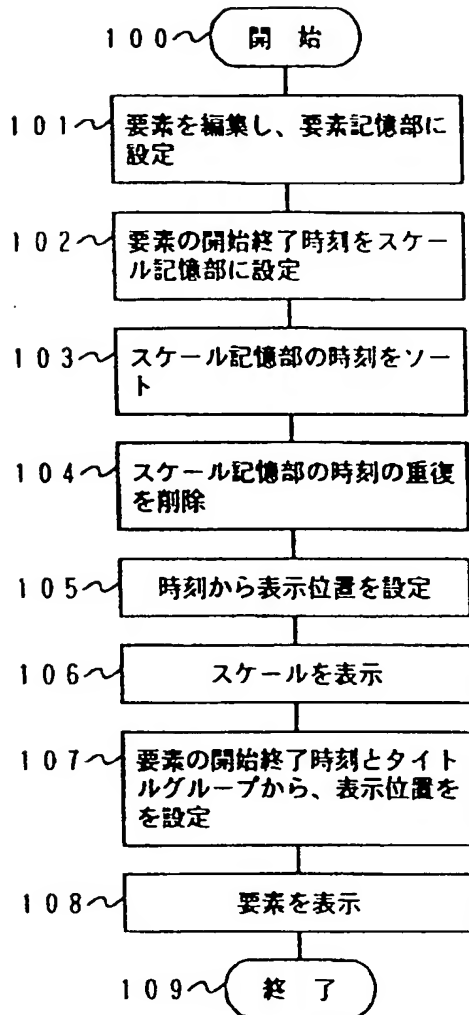 100 開 始
101 要素を編集し、要素記憶部に
設定
102 要素の開始終了時刻をスケー
ル記憶部に設定
103 スケール記憶部の時刻をソー
ト
104 スケール記憶部の時刻の重復
を削除
105 時刻から表示位置を設定
106 スケールを表示
107 要素の開始終了時刻とタイト
ルグループから、表示位置を
を設定
108 要素を表示
109 終 了